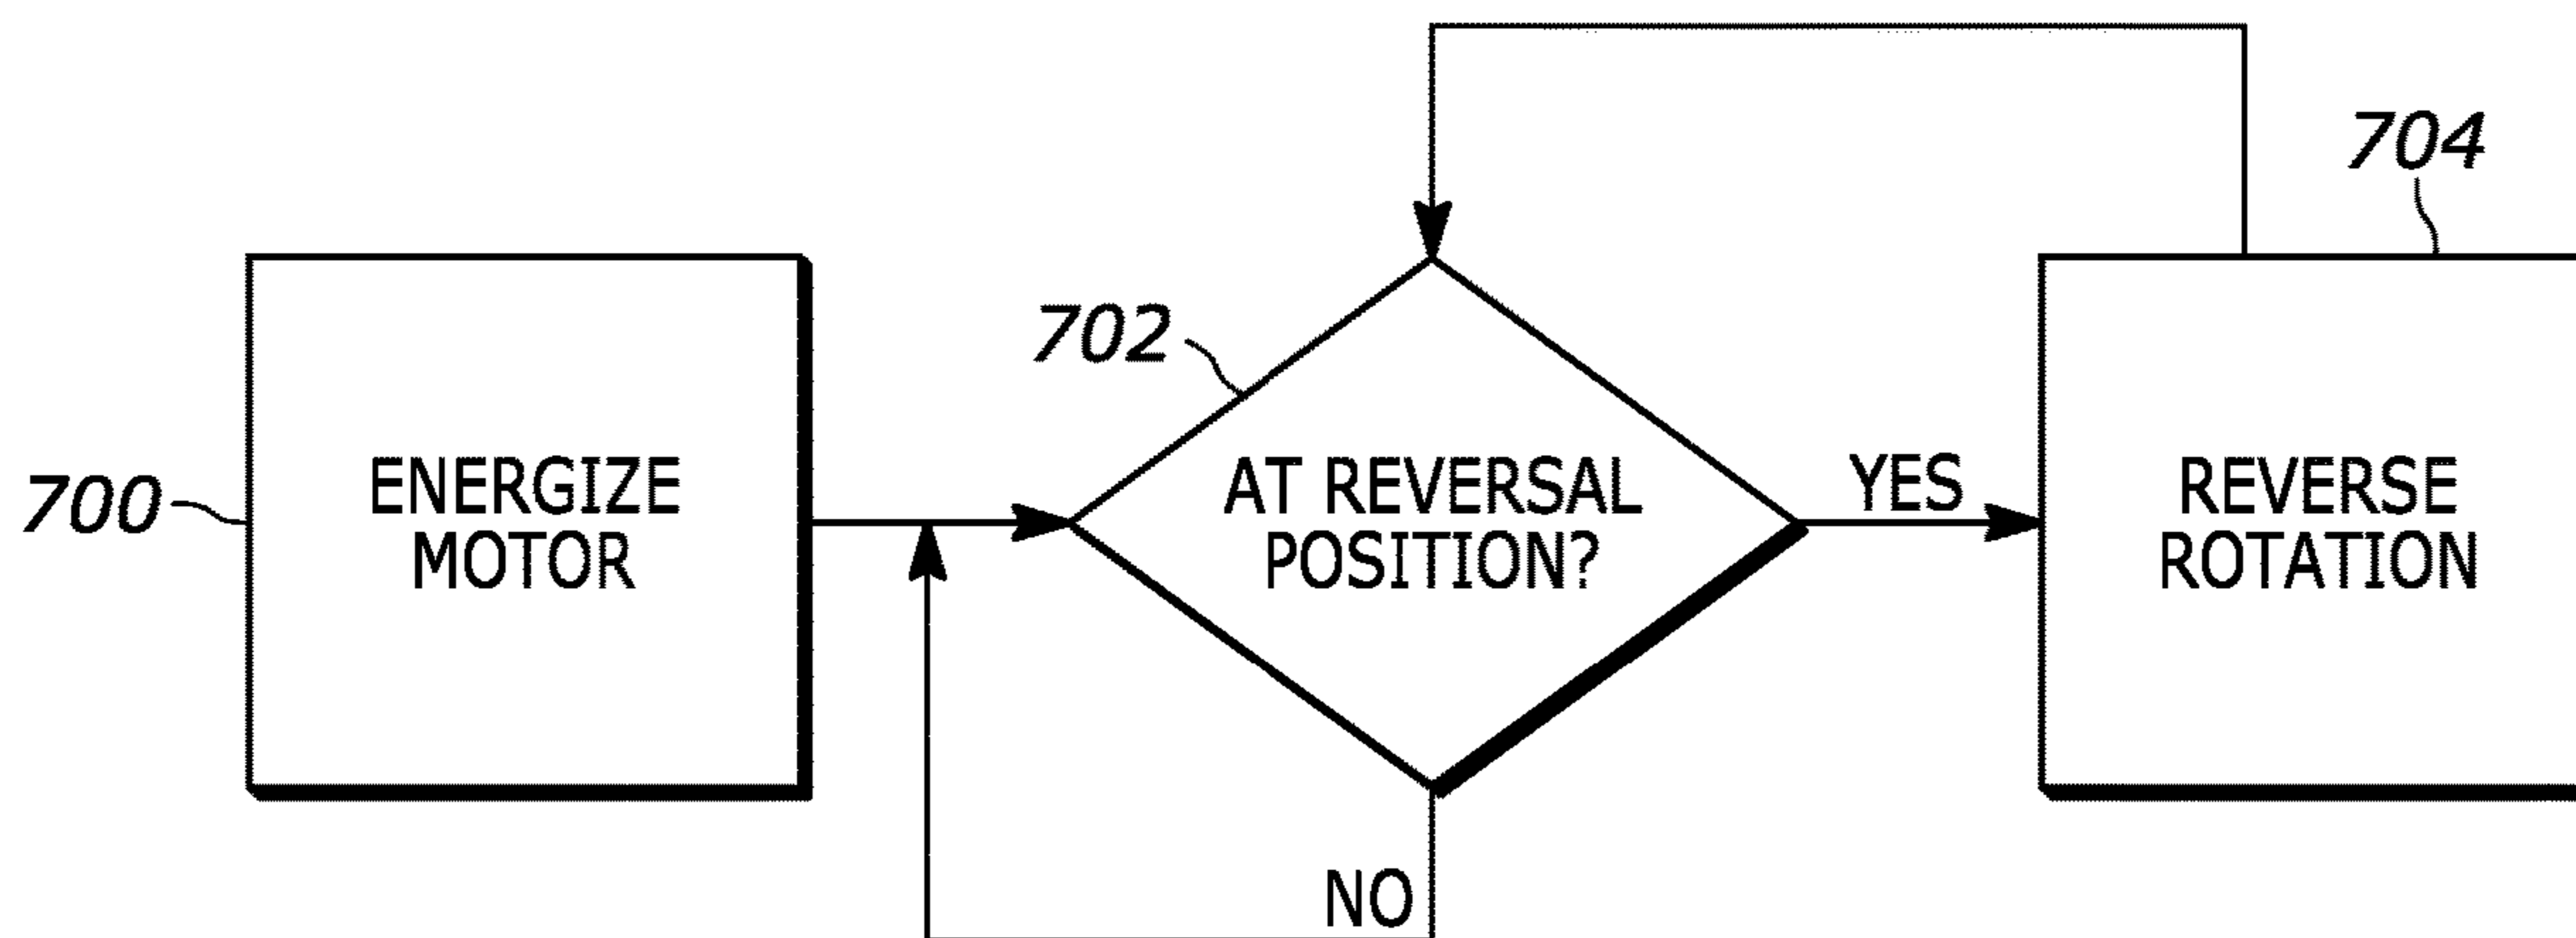 704
702
700
ENERGIZE
MOTOR
AT REVERSAL
POSITION?
YES
REVERSE
ROTATION
NO